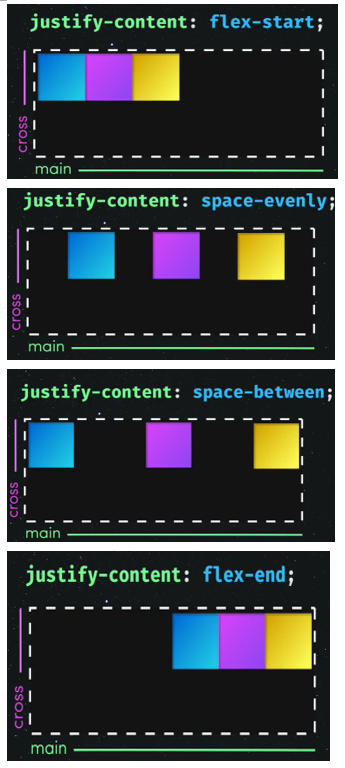 justify-content: flex-start;
cross
main
justify-content: space-evenly;
cross
main
justify-content: space-between;
cross
main
justify-content: flex-end;
cross
main